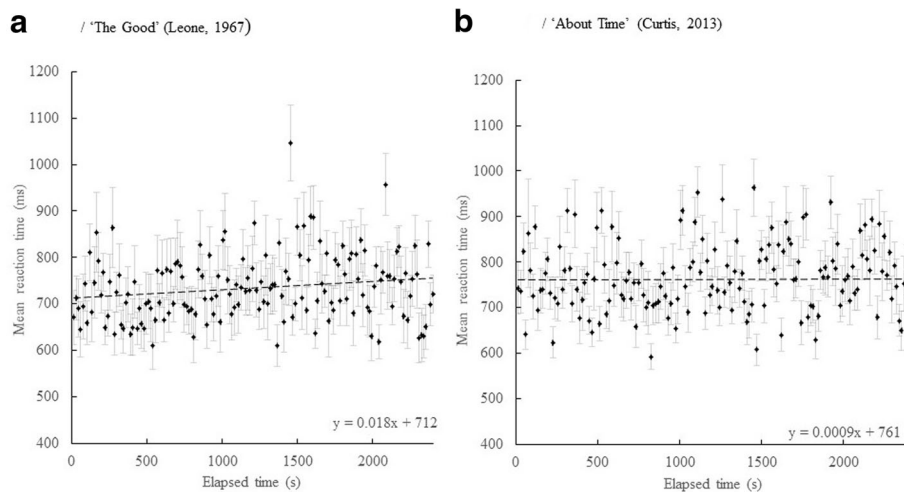 a / 'The Good' (Leone, 1967)
1200
1100
1000
900
800
700
600
500
400
Mean reaction time (ms)
y = 0.018x + 712
0 500 1000 1500 2000
Elapsed time (s)
b / 'About Time' (Curtis, 2013)
1200
1100
1000
900
800
700
600
500
400
Mean reaction time (ms)
y = 0.0009x + 761
0 500 1000 1500 2000
Elapsed time (s)